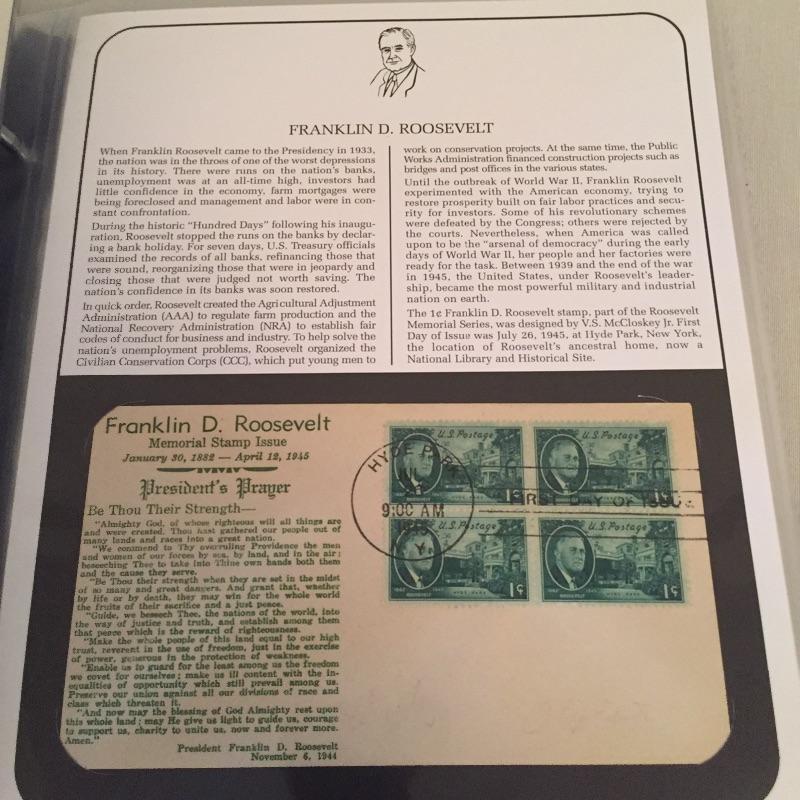 FRANKLIN D. ROOSEVELT
When Franklin Roosevelt came to the Presidency in 1933,
the nation was in the throes of one of the worst depressions
in its history. There were runs on the nation's banks,
unemployment was at an all-time high, investors had
little confidence in the economy, farm mortgages were
being foreclosed and management and labor were in con-
stant confrontation.
During the historic "Hundred Days" following his inaugu-
ration, Roosevelt stopped the runs on the banks by declar-
ing a bank holiday. For seven days, U.S. Treasury officials
examined the records of all banks, refinancing those that
were sound, reorganizing those that were in jeopardy and
closing those that were judged not worth saving. The
nation's confidence in its banks was soon restored.
In quick order, Roosevelt created the Agricultural Adjustment
Administration (AAA) to regulate farm production and the
National Recovery Administration (NRA) to establish fair
codes of conduct for business and industry. To help solve the
nation's unemployment problems, Roosevelt organized the
Civilian Conservation Corps (CCC), which put young men to
work on conservation projects. At the same time, the Public
Works Administration financed construction projects such as
bridges and post offices in the various states.
Until the outbreak of World War II, Franklin Roosevelt
experimented with the American economy, trying to
restore prosperity built on fair labor practices and secu-
rity for investors. Some of his revolutionary schemes
were defeated by the Congress; others were rejected by
the courts. Nevertheless, when America was called
upon to be the "arsenal of democracy" during the early
days of World War II, her people and her factories were
ready for the task. Between 1939 and the end of the war
in 1945, the United States, under Roosevelt's leader-
ship, became the most powerful military and industrial
nation on earth.
The 1¢ Franklin D. Roosevelt stamp, part of the Roosevelt
Memorial Series, was designed by V.S. McCloskey Jr. First
Day of Issue was July 26, 1945, at Hyde Park, New York,
the location of Roosevelt's ancestral home, now a
National Library and Historical Site.
Franklin D. Roosevelt
Memorial Stamp Issue
January 30, 1882 — April 12, 1945
President's Prayer
Be Thou Their Strength—
"Almighty God, of whose righteous will all things are
and were created. Thou hast gathered our people out of
many lands and races into a great nation.
"We commend to Thy overruling Providence the men
and women of our forces by sea, by land, and in the air;
beseeching Thee to take into Thine own hands both them
and the cause they serve.
"Be Thou their strength when they are set in the midst
of so many and great dangers. And grant that, whether
by life or by death, they may win for the whole world
the fruits of their sacrifice and a just peace.
"Guide, we beseech Thee, the nations of the world, into
the way of justice and truth, and establish among them
that peace which is the reward of righteousness.
"Make the whole people of this land equal to our high
trust, reverent in the use of freedom, just in the exercise
of power, generous in the protection of weakness.
"Enable us to guard for the least among us the freedom
we covet for ourselves; make us ill content with the in-
equalities of opportunity which still prevail among us.
Preserve our union against all our divisions of race and
class which threaten it.
"And now may the blessing of God Almighty rest upon
this whole land; may He give us light to guide us, courage
to support us, charity to unite us, now and forever more.
Amen."
President Franklin D. Roosevelt
November 6, 1944
HYDE PARK
9:00 AM
N.Y.
FIRST DAY OF ISSUE
U.S. Postage
HYDE PARK
ROOSEVELT
1¢
U.S. Postage
HYDE PARK
ROOSEVELT
U.S. Postage
HYDE PARK
ROOSEVELT
1¢
U.S. Postage
HYDE PARK
ROOSEVELT
1¢